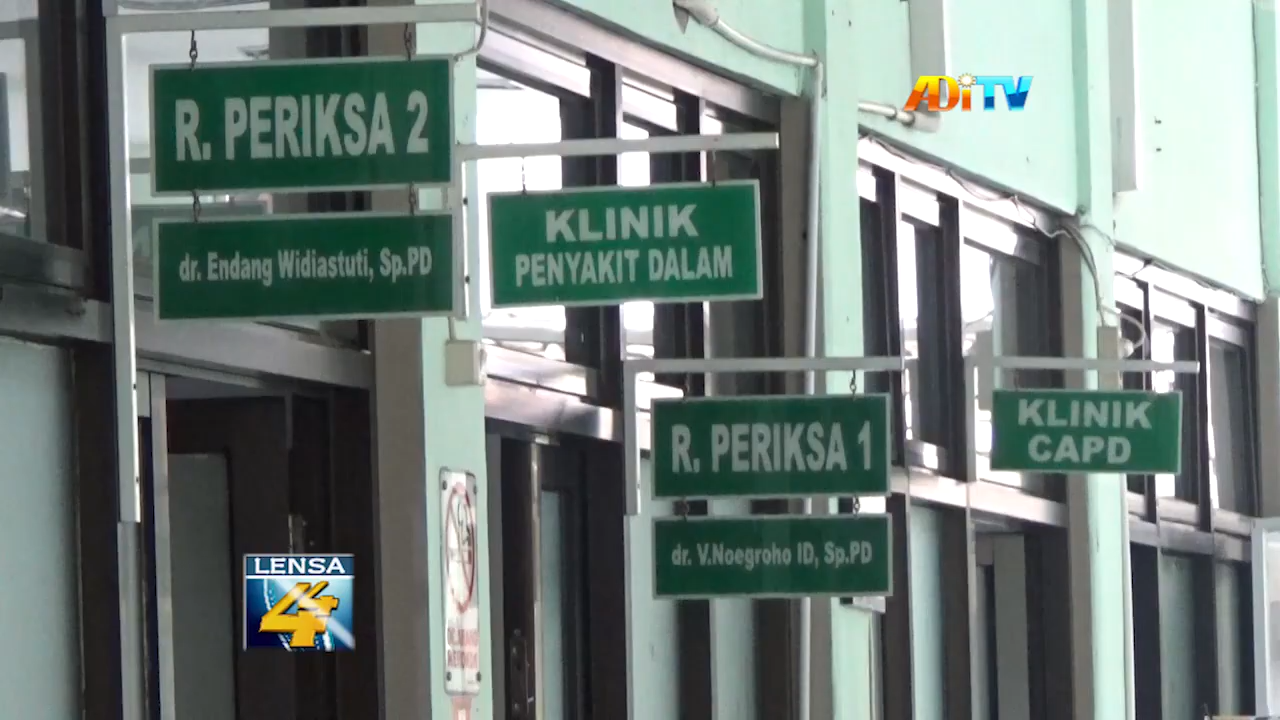 R. PERIKSA 2
dr. Endang Widiastuti, Sp.PD
KLINIK
PENYAKIT DALAM
R. PERIKSA 1
dr. V.Noegroho ID, Sp.PD
KLINIK
CAPD
ADiTV
LENSA
44